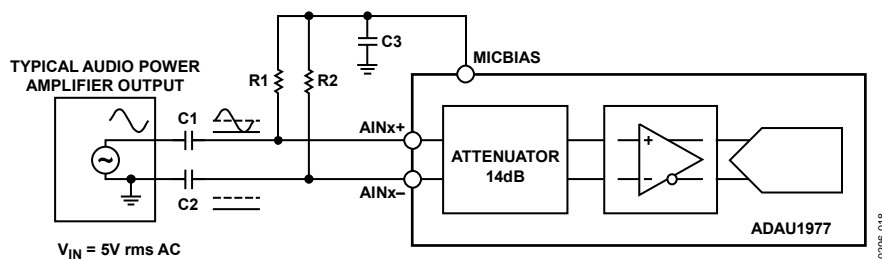 C3
MICBIAS
TYPICAL AUDIO POWER
AMPLIFIER OUTPUT
R1
R2
C1
AINx+
ATTENUATOR
14dB
+
−
AINx−
C2
ADAU1977
VIN = 5V rms AC